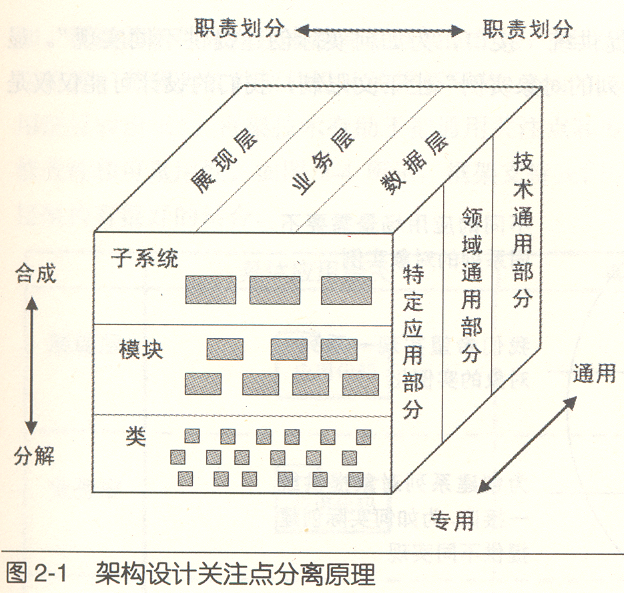 职责划分
职责划分
展现层
业务层
数据层
技术通用部分
领域通用部分
特定应用部分
子系统
模块
类
合成
分解
通用
专用
图2-1 架构设计关注点分离原理